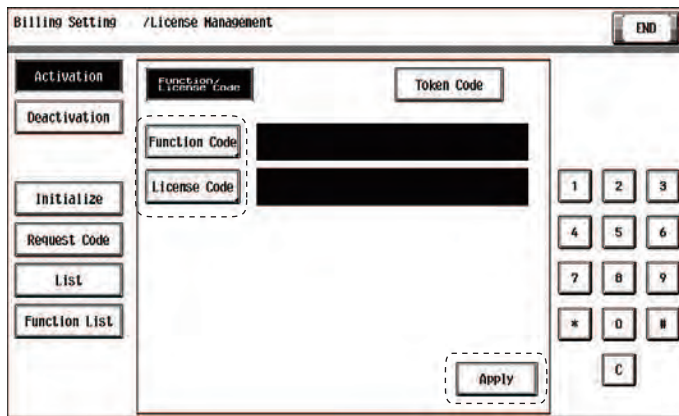 Billing Setting /License Management
END
Activation
Function/
License Code
Token Code
Deactivation
Function Code
License Code
Initialize
Request Code
List
Function List
1 2 3
4 5 6
7 8 9
* 0 #
C
Apply